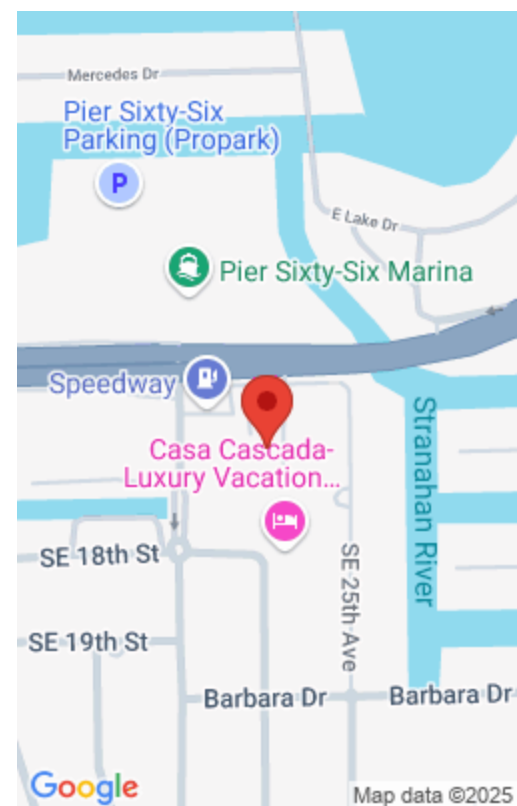 Mercedes Dr
Pier Sixty-Six
Parking (Propark)
P
E Lake Dr
Pier Sixty-Six Marina
Speedway
Casa Cascada-
Luxury Vacation...
Stranahan River
SE 18th St
SE 25th Ave
SE 19th St
Barbara Dr
Barbara Dr
Google
Map data ©2025